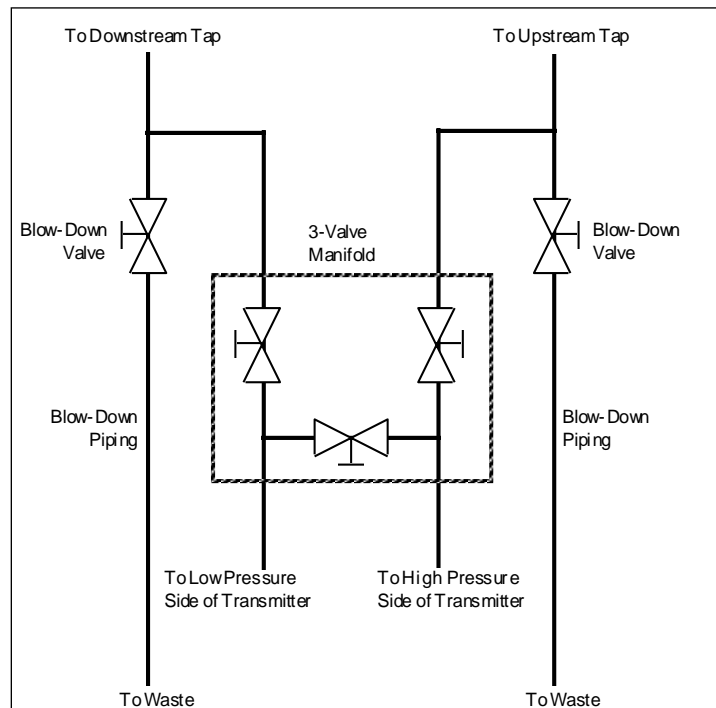 To Downstream Tap
To Upstream Tap
Blow-Down
Valve
3-Valve
Manifold
Blow-Down
Valve
Blow-Down
Piping
Blow-Down
Piping
To Low Pressure
Side of Transmitter
To High Pressure
Side of Transmitter
To Waste
To Waste